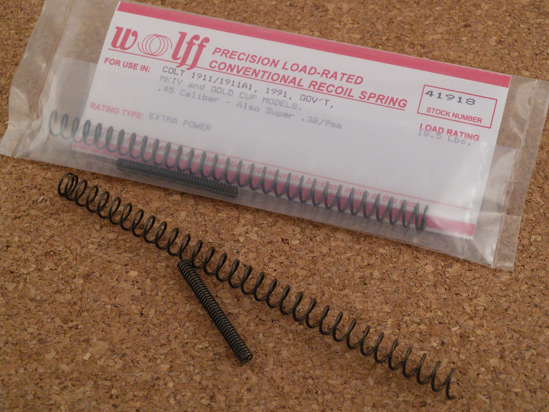 wolff
PRECISION LOAD-RATED
CONVENTIONAL RECOIL SPRING
FOR USE IN:
COLT 1911/1911A1, 1991, GOV'T,
MKIV and GOLD CUP MODELS.
.45 Caliber - Also Super .38/9mm
RATING TYPE: EXTRA POWER
41918
STOCK NUMBER
LOAD RATING
Lbs.